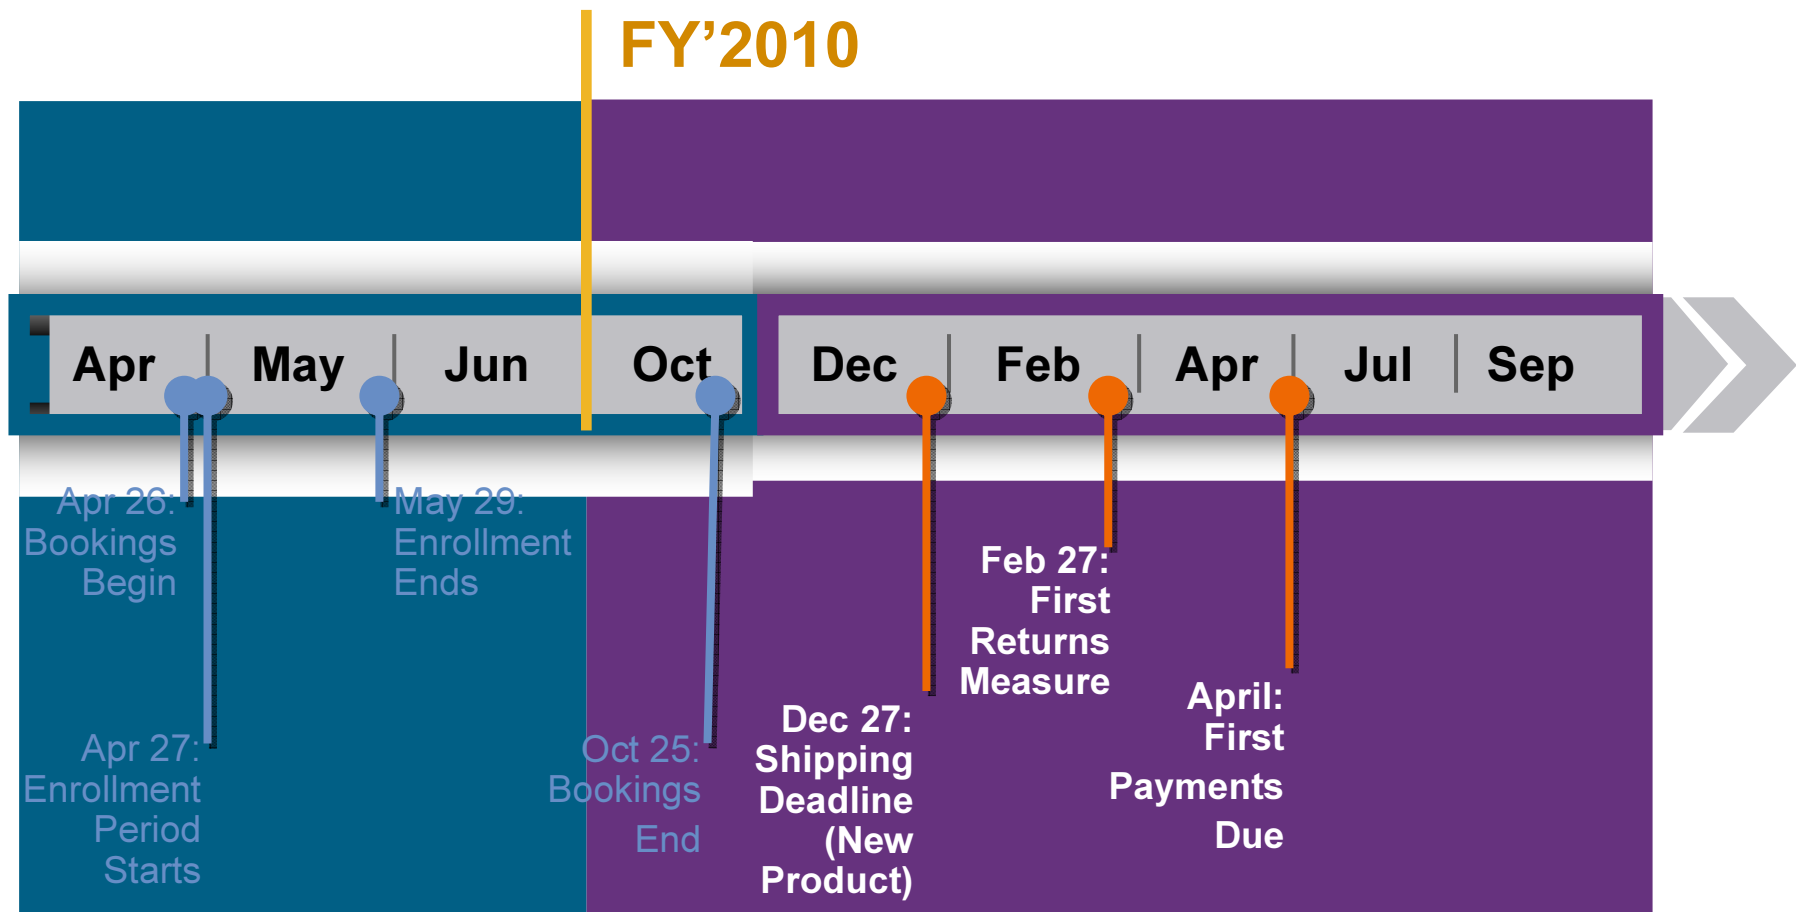 FY’2010
Apr
May
Jun
Oct
Dec
Feb
Apr
Jul
Sep
Apr 26:
Bookings
Begin
May 29:
Enrollment
Ends
Feb 27:
First
Returns
Measure
April:
First
Payments
Due
Dec 27:
Shipping
Deadline
(New
Product)
Apr 27:
Enrollment
Period
Starts
Oct 25:
Bookings
End